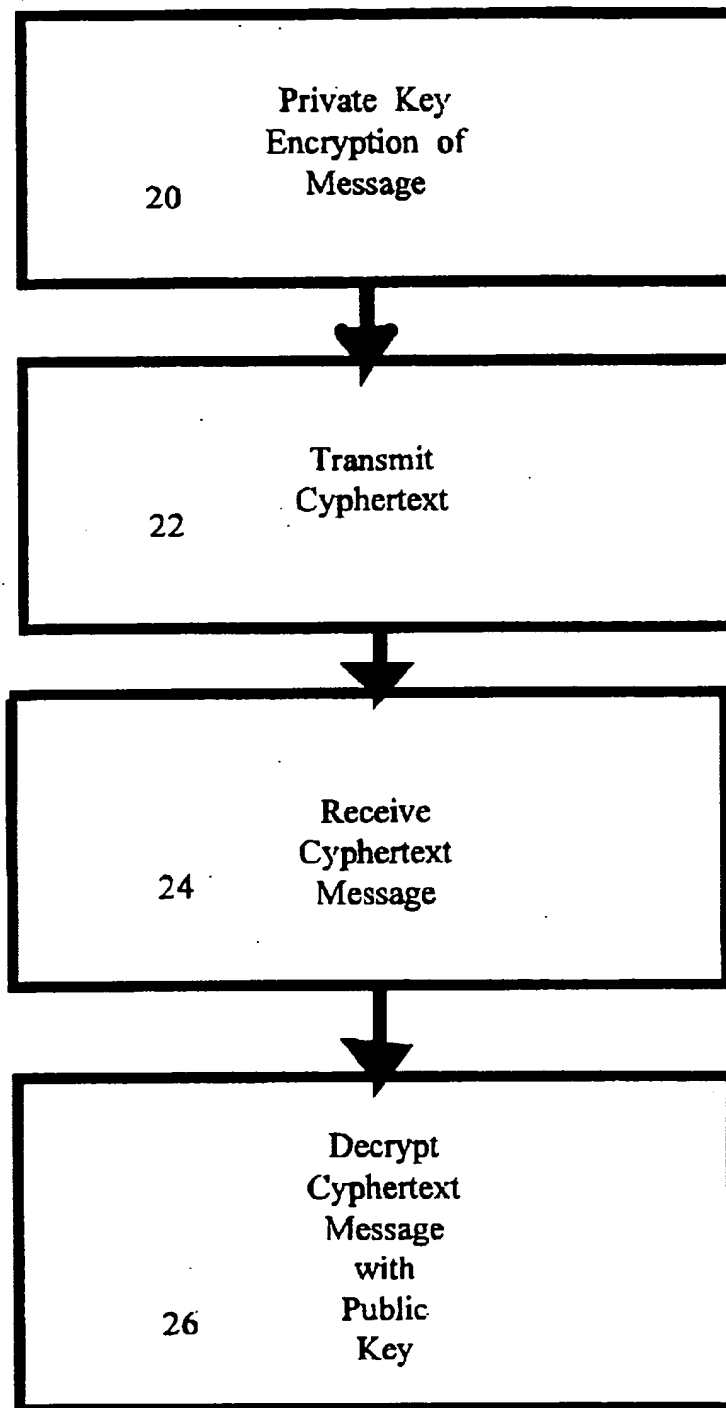 Private Key
Encryption of
Message
20
Transmit
Cyphertext
22
Receive
Cyphertext
Message
24
Decrypt
Cyphertext
Message
with
Public
Key
26